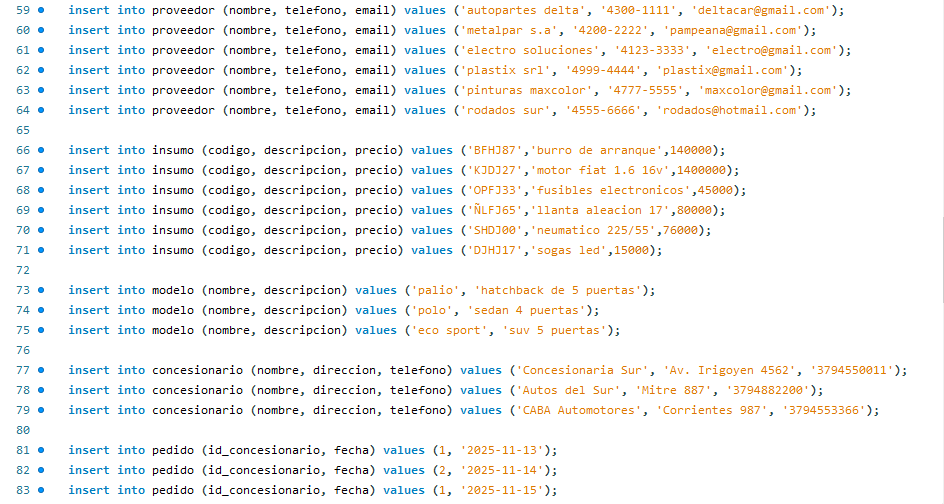 59 insert into proveedor (nombre, telefono, email) values ('autopartes delta', '4300-1111', 'deltacar@gmail.com');
60 insert into proveedor (nombre, telefono, email) values ('metalpar s.a', '4200-2222', 'pampeana@gmail.com');
61 insert into proveedor (nombre, telefono, email) values ('electro soluciones', '4123-3333', 'electro@gmail.com');
62 insert into proveedor (nombre, telefono, email) values ('plastix srl', '4999-4444', 'plastix@gmail.com');
63 insert into proveedor (nombre, telefono, email) values ('pinturas maxcolor', '4777-5555', 'maxcolor@gmail.com');
64 insert into proveedor (nombre, telefono, email) values ('rodados sur', '4555-6666', 'rodados@hotmail.com');
65
66 insert into insumo (codigo, descripcion, precio) values ('BFHJ87','burro de arranque',140000);
67 insert into insumo (codigo, descripcion, precio) values ('KJDJ27','motor fiat 1.6 16v',1400000);
68 insert into insumo (codigo, descripcion, precio) values ('OPFJ33','fusibles electronicos',45000);
69 insert into insumo (codigo, descripcion, precio) values ('ÑLFJ65','llanta aleacion 17',80000);
70 insert into insumo (codigo, descripcion, precio) values ('SHDJ00','neumatico 225/55',76000);
71 insert into insumo (codigo, descripcion, precio) values ('DJHJ17','sogas led',15000);
72
73 insert into modelo (nombre, descripcion) values ('palio', 'hatchback de 5 puertas');
74 insert into modelo (nombre, descripcion) values ('polo', 'sedan 4 puertas');
75 insert into modelo (nombre, descripcion) values ('eco sport', 'suv 5 puertas');
76
77 insert into concesionario (nombre, direccion, telefono) values ('Concesionaria Sur', 'Av. Irigoyen 4562', '3794550011');
78 insert into concesionario (nombre, direccion, telefono) values ('Autos del Sur', 'Mitre 887', '3794882200');
79 insert into concesionario (nombre, direccion, telefono) values ('CABA Automotores', 'Corrientes 987', '3794553366');
80
81 insert into pedido (id_concesionario, fecha) values (1, '2025-11-13');
82 insert into pedido (id_concesionario, fecha) values (2, '2025-11-14');
83 insert into pedido (id_concesionario, fecha) values (1, '2025-11-15');